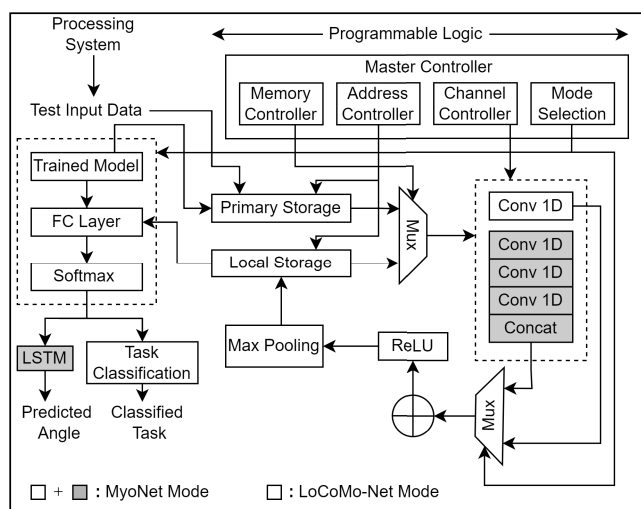 Processing
System
Programmable Logic
Master Controller
Memory
Controller
Address
Controller
Channel
Controller
Mode
Selection
Test Input Data
Trained Model
FC Layer
Softmax
Primary Storage
Local Storage
Mux
Conv 1D
Conv 1D
Conv 1D
Conv 1D
Concat
Max Pooling
ReLU
Mux
LSTM
Task
Classification
Predicted
Angle
Classified
Task
+ : MyoNet Mode
: LoCoMo-Net Mode